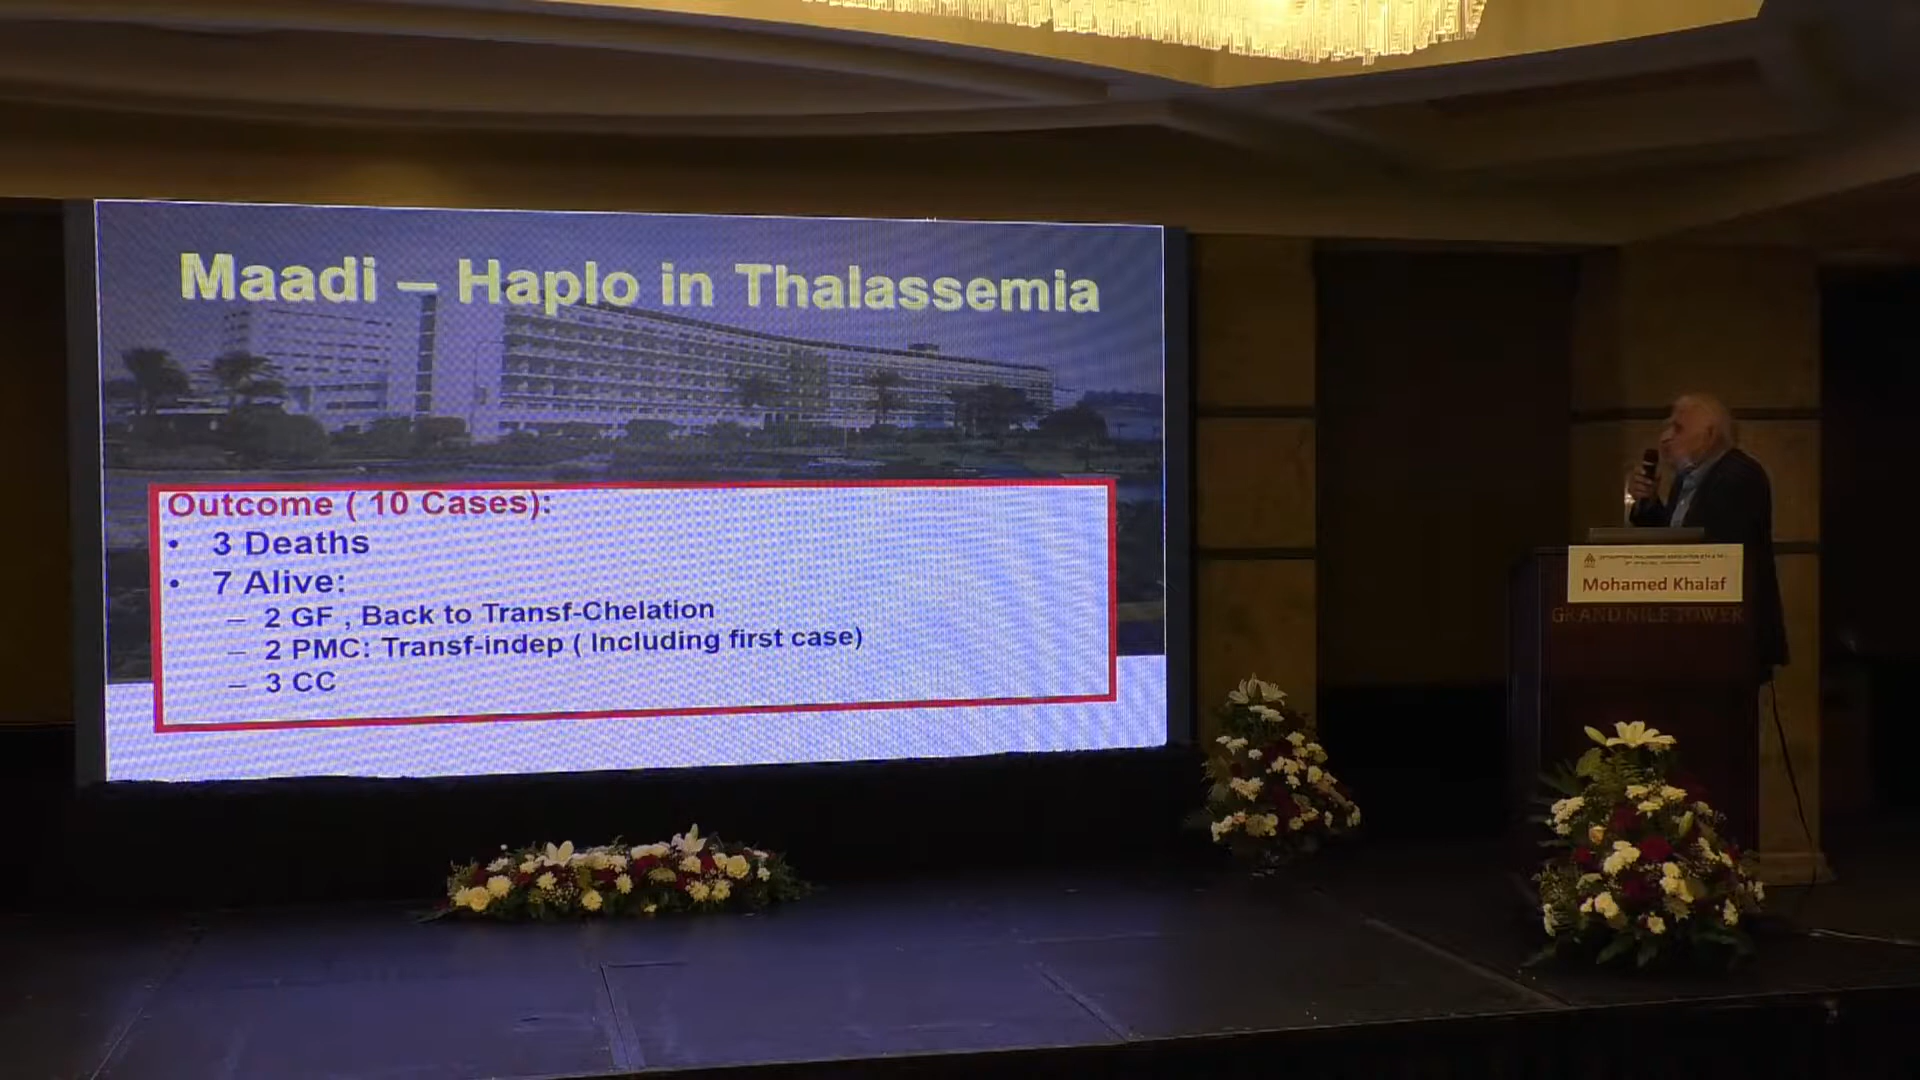 Maadi – Haplo in Thalassemia
Outcome ( 10 Cases):
• 3 Deaths
• 7 Alive:
– 2 GF , Back to Transf-Chelation
– 2 PMC: Transf-indep ( Including first case)
– 3 CC
Mohamed Khalaf
GRAND NILE TOWER